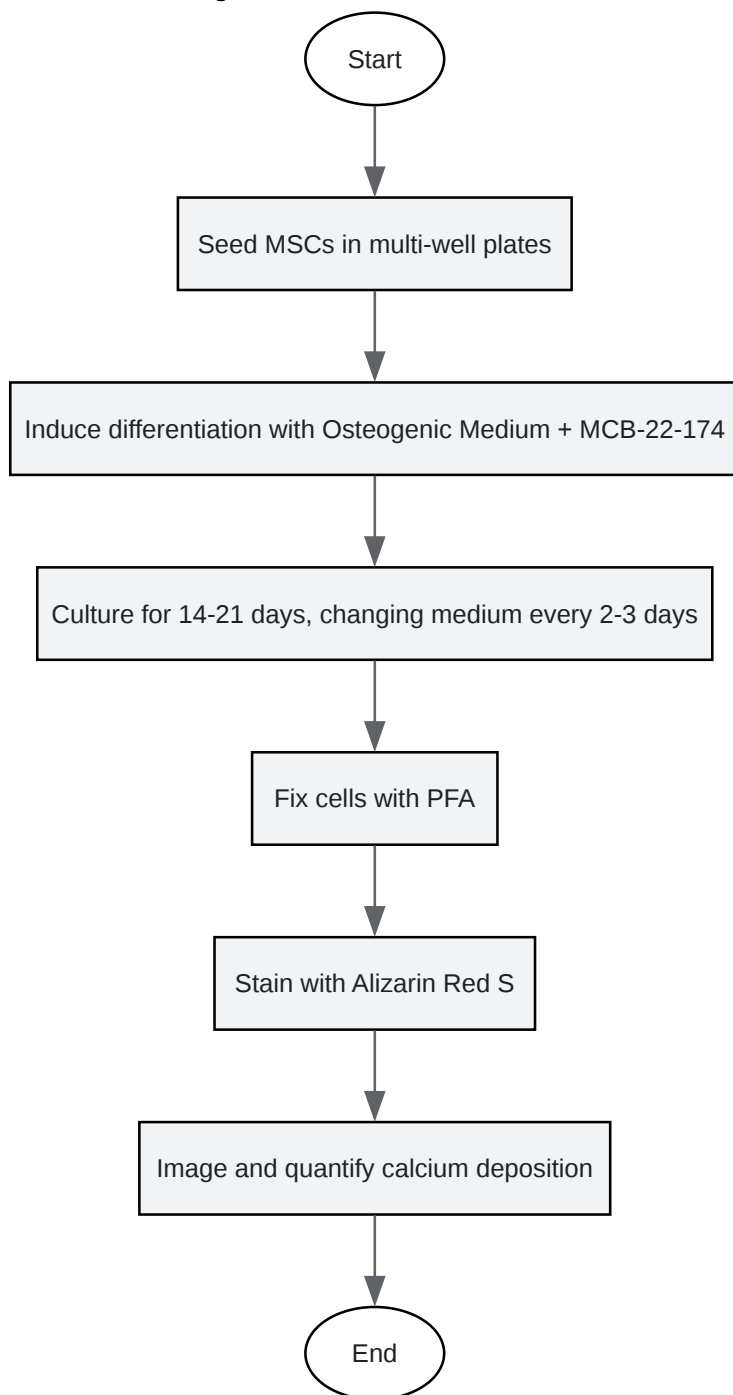 Start
Seed MSCs in multi-well plates
Induce differentiation with Osteogenic Medium + MCB-22-174
Culture for 14-21 days, changing medium every 2-3 days
Fix cells with PFA
Stain with Alizarin Red S
Image and quantify calcium deposition
End